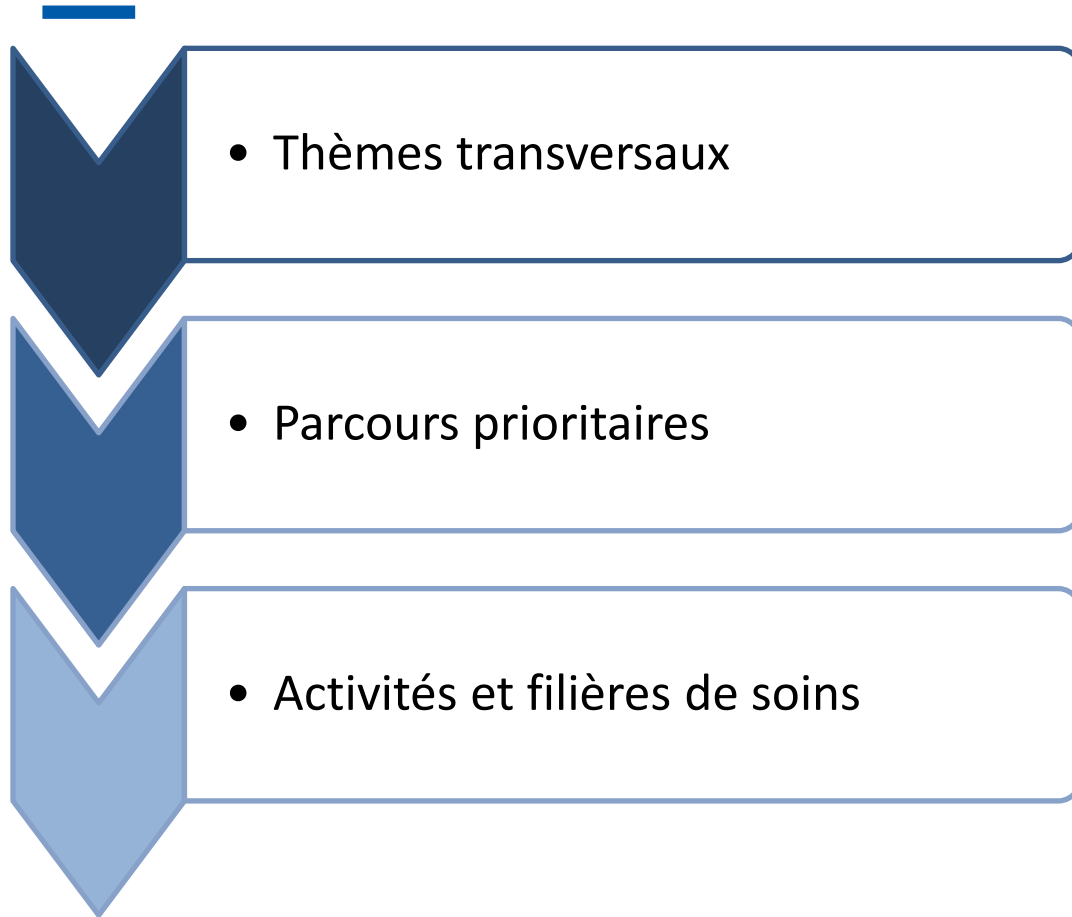 • Thèmes transversaux
• Parcours prioritaires
• Activités et filières de soins